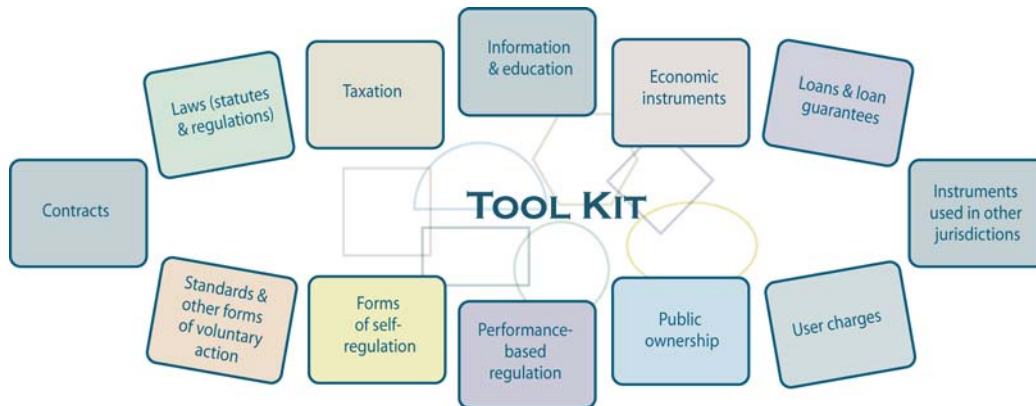 Information
& education
Taxation
Economic
instruments
Laws (statutes
& regulations)
Loans & loan
guarantees
Contracts
TOOL KIT
Instruments
used in other
jurisdictions
Standards &
other forms
of voluntary
action
Forms
of self-
regulation
Performance-
based
regulation
Public
ownership
User charges